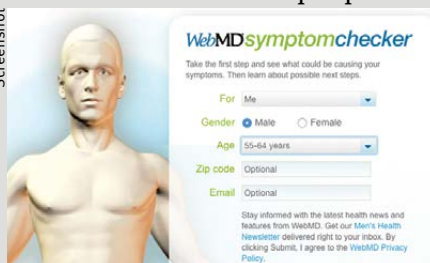 Screenshot
WebMD symptomchecker
Take the first step and see what could be causing your
symptoms. Then learn about possible next steps.
For Me
Gender Male Female
Age 55-64 years
Zip code Optional
Email Optional
Stay informed with the latest health news and
features from WebMD. Get our Men's Health
Newsletter delivered right to your inbox. By
clicking Submit, I agree to the WebMD Privacy
Policy.